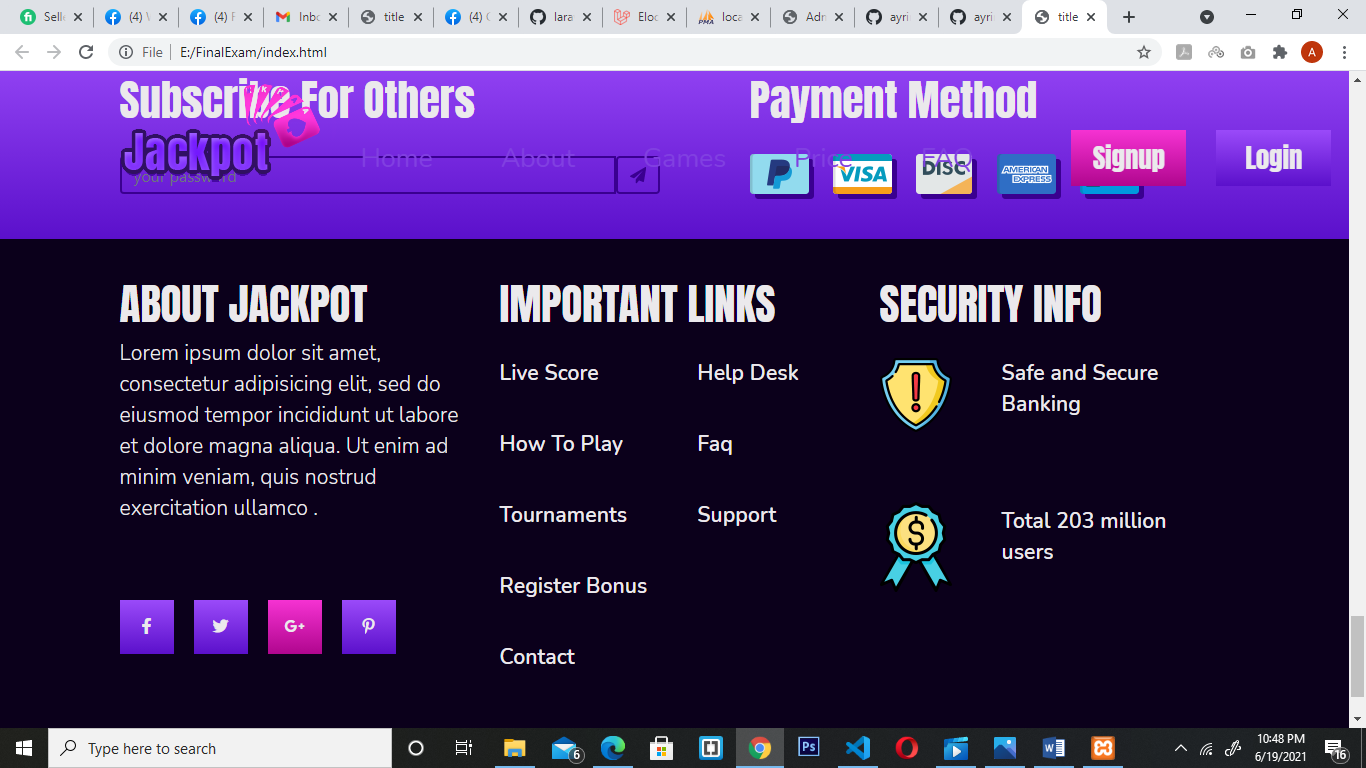 Selle
(4) W
(4) F
Inbo
title
(4) C
lara
Eloc
loca
Adm
ayri
ayri
title
File
E:/FinalExam/index.html
A
Subscribe For Others
Payment Method
Jackpot
Home
About
Games
Price
FAQ
Signup
Login
your password
P
VISA
DISC
AMERICAN EXPRESS
ABOUT JACKPOT
IMPORTANT LINKS
SECURITY INFO
Lorem ipsum dolor sit amet,
consectetur adipisicing elit, sed do
eiusmod tempor incididunt ut labore
et dolore magna aliqua. Ut enim ad
minim veniam, quis nostrud
exercitation ullamco .
Live Score
Help Desk
How To Play
Faq
Tournaments
Support
Register Bonus
Contact
Safe and Secure
Banking
Total 203 million
users
Type here to search
6
Ps
10:48 PM
6/19/2021
16